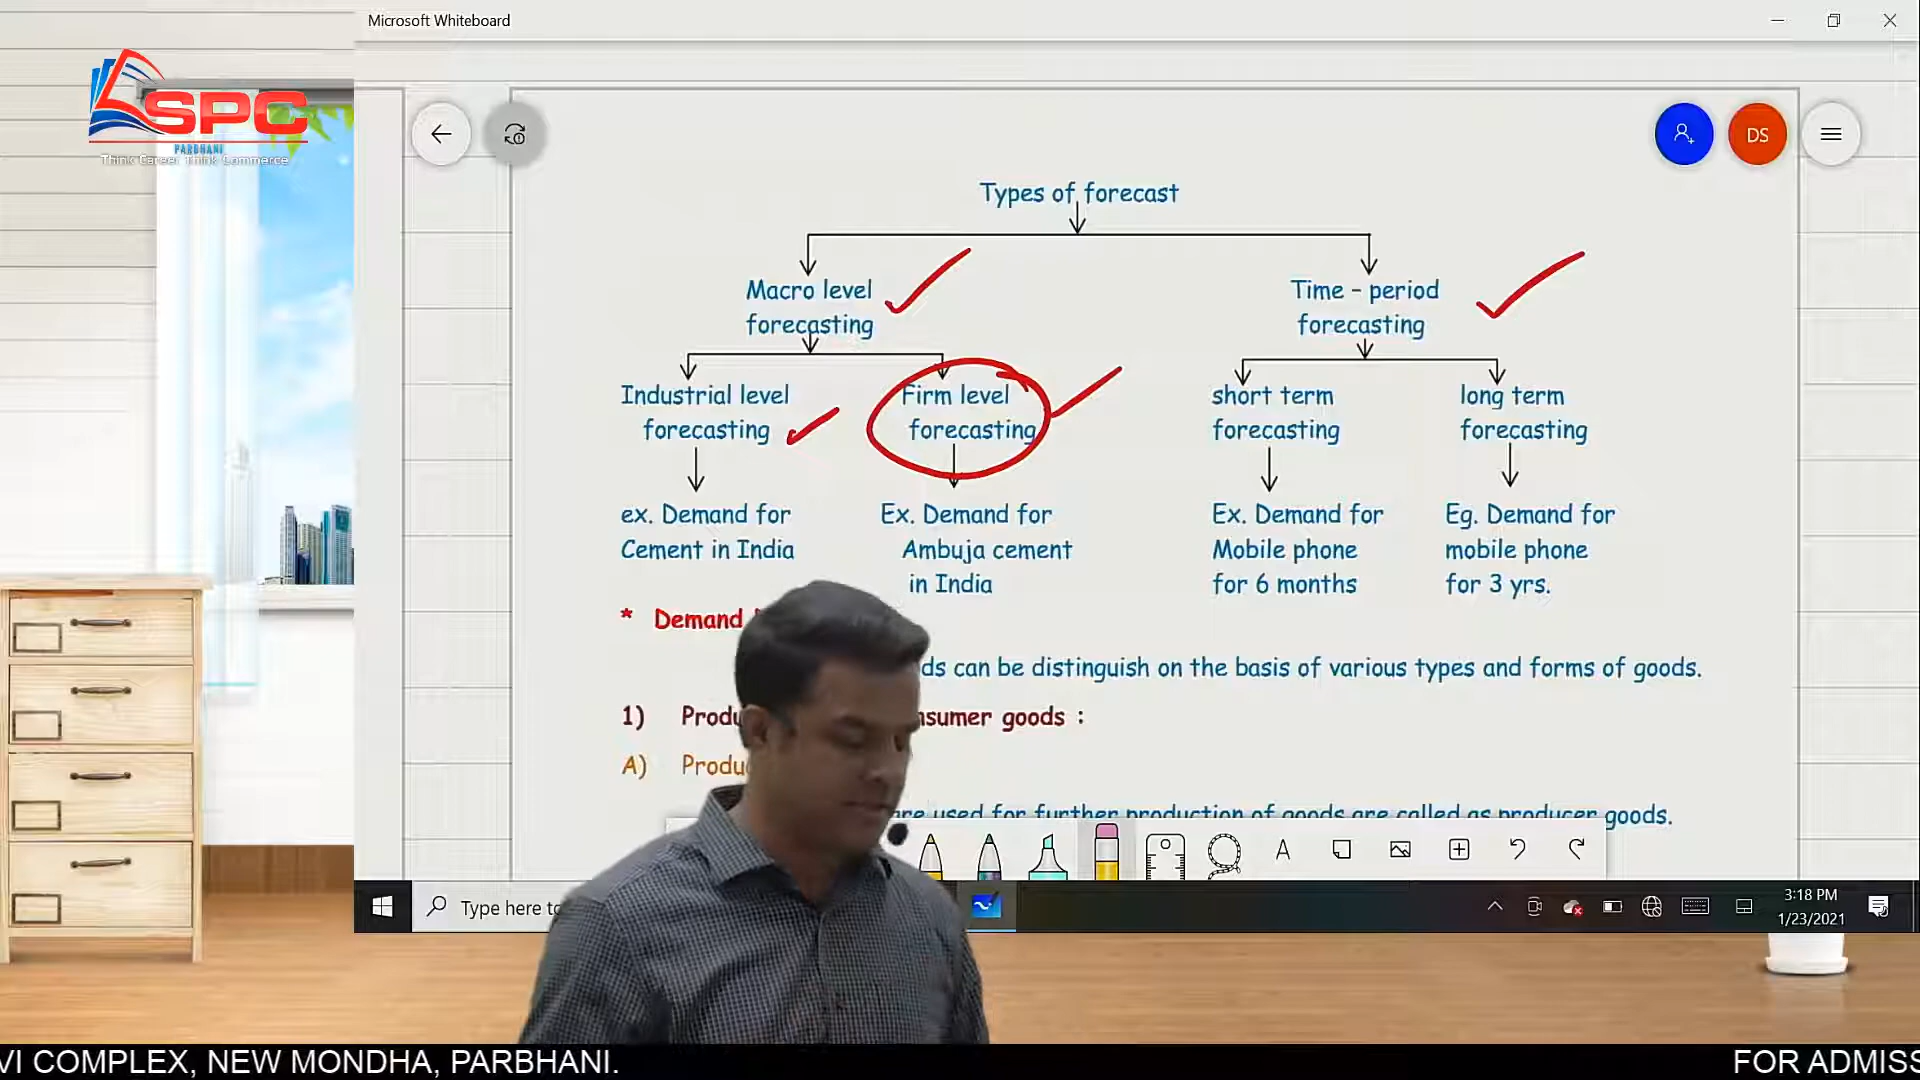 Microsoft Whiteboard
SPC
PARBHANI
Think Career Think Commerce
DS
Types of forecast
Macro level
forecasting
Time - period
forecasting
Industrial level
forecasting
Firm level
forecasting
short term
forecasting
long term
forecasting
ex. Demand for
Cement in India
Ex. Demand for
Ambuja cement
in India
Ex. Demand for
Mobile phone
for 6 months
Eg. Demand for
mobile phone
for 3 yrs.
* Demand
can be distinguish on the basis of various types and forms of goods.
1) goods :
A)
are used for further production of goods are called as producer goods.
Type here
3:18 PM
1/23/2021
VI COMPLEX, NEW MONDHA, PARBHANI.
FOR ADMISS